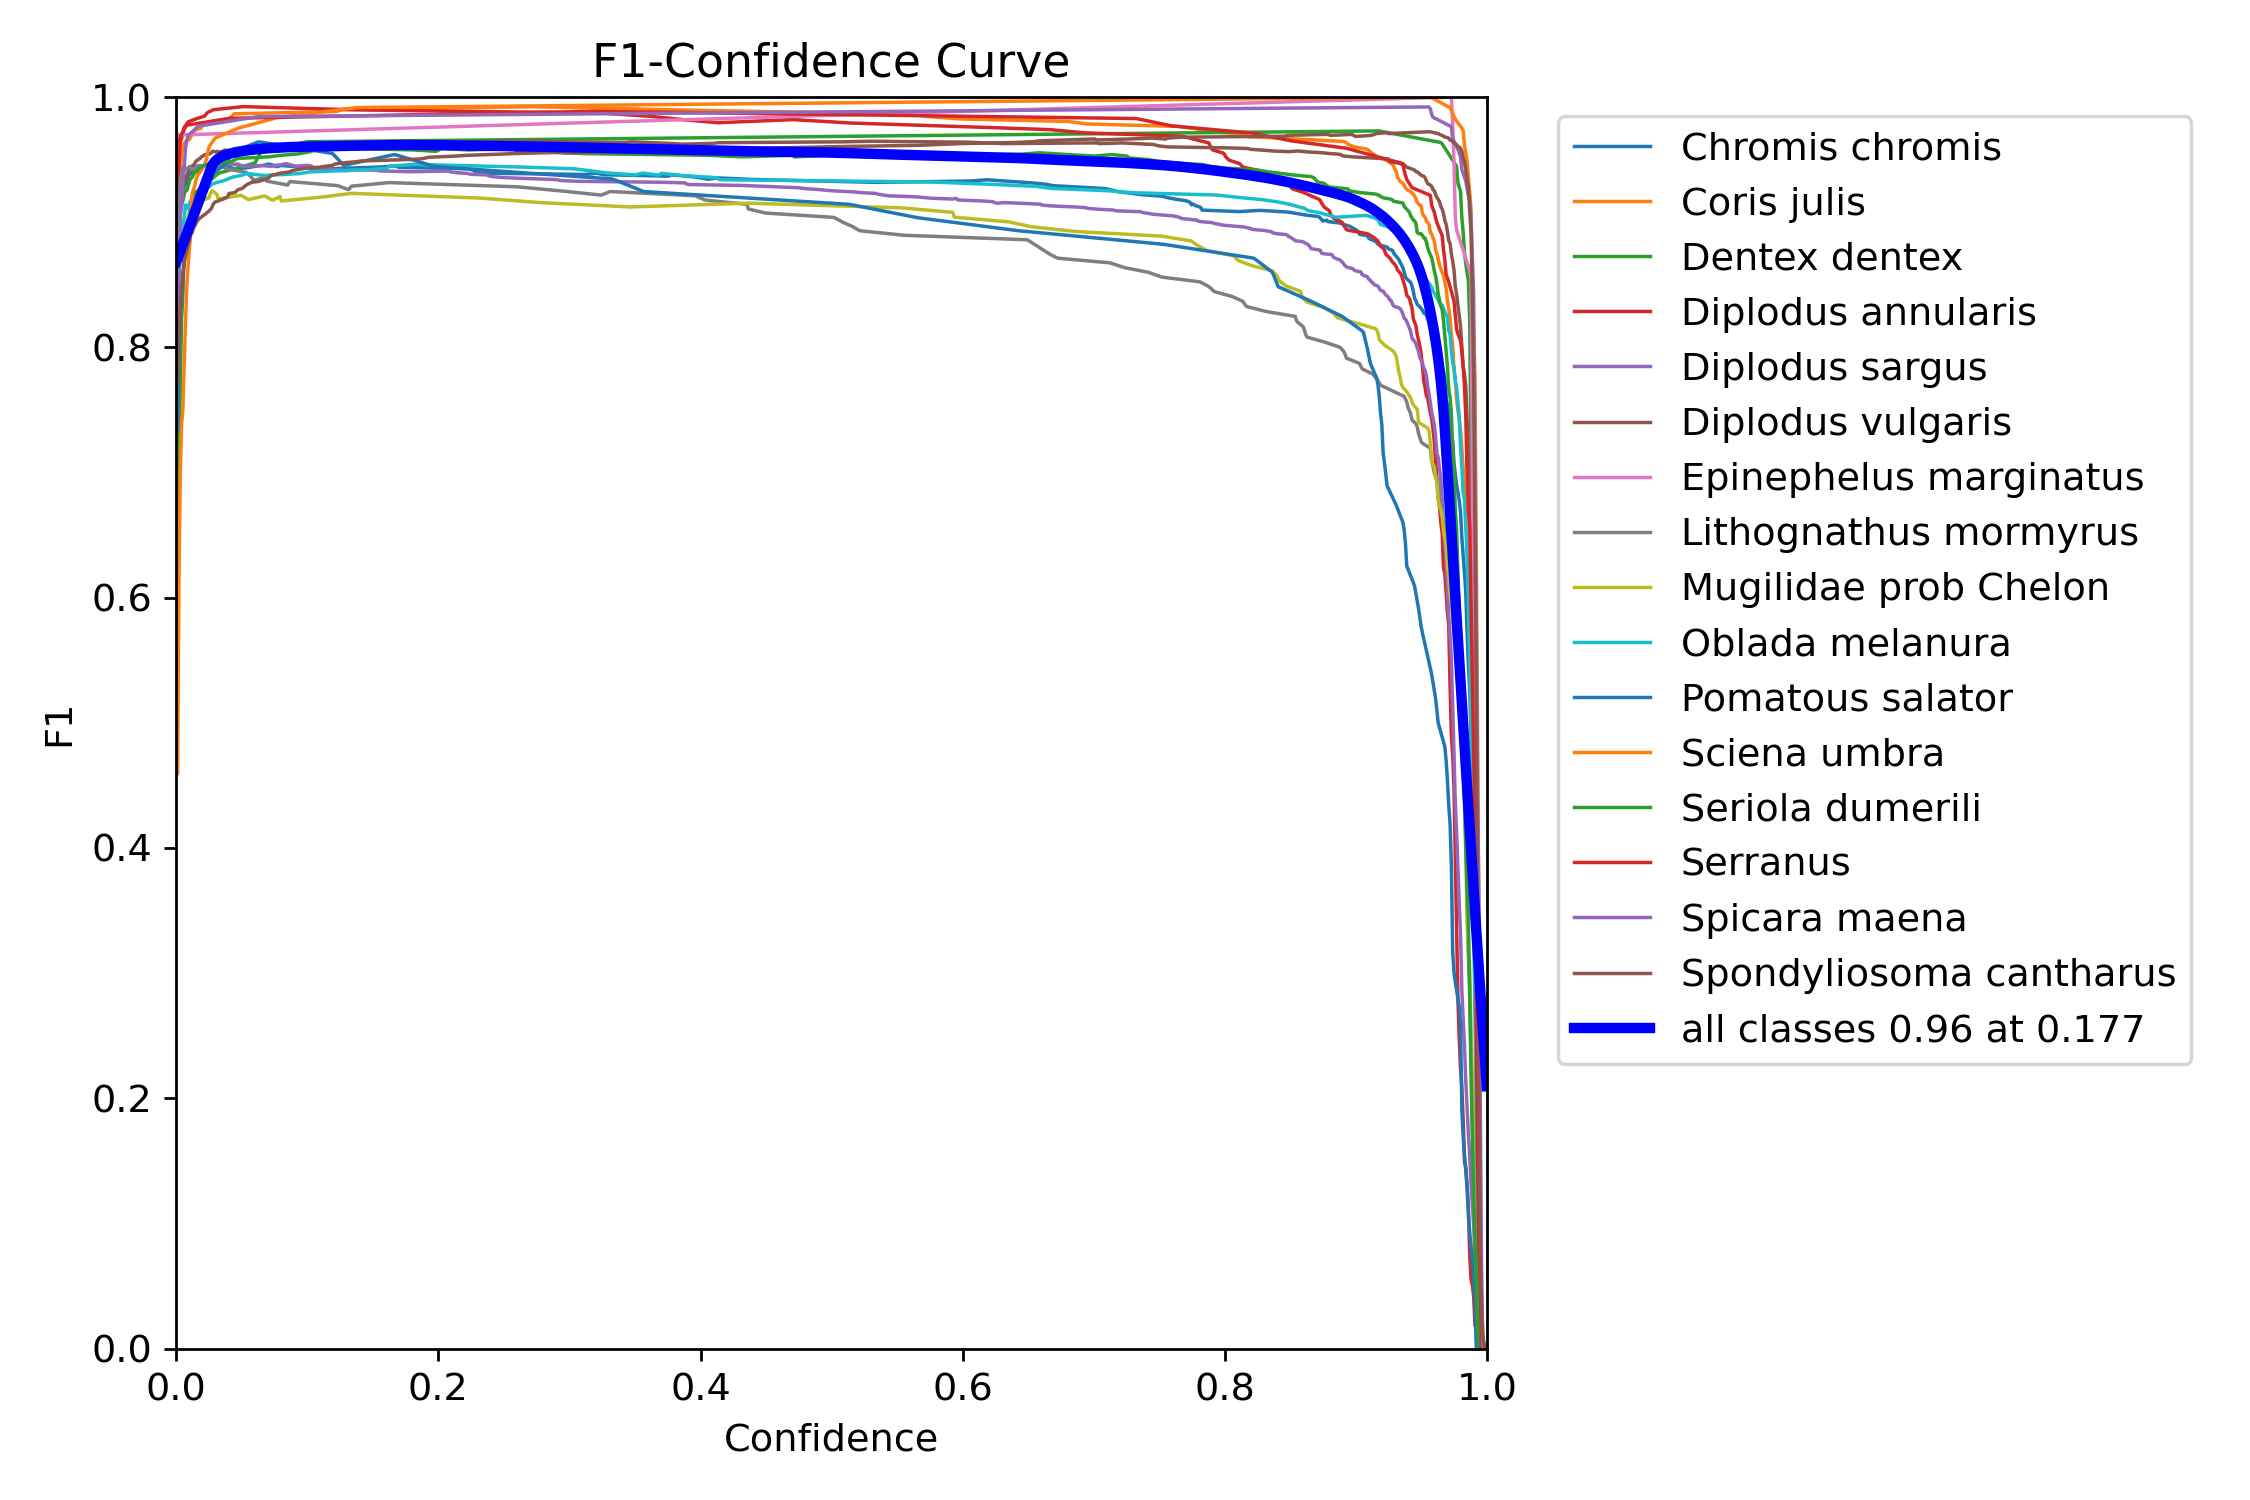 F1-Confidence Curve
1.0
0.8
0.6
0.4
0.2
0.0
F1
0.0 0.2 0.4 0.6 0.8 1.0
Confidence
Chromis chromis
Coris julis
Dentex dentex
Diplodus annularis
Diplodus sargus
Diplodus vulgaris
Epinephelus marginatus
Lithognathus mormyrus
Mugilidae prob Chelon
Oblada melanura
Pomatous salator
Sciena umbra
Seriola dumerili
Serranus
Spicara maena
Spondyliosoma cantharus
all classes 0.96 at 0.177